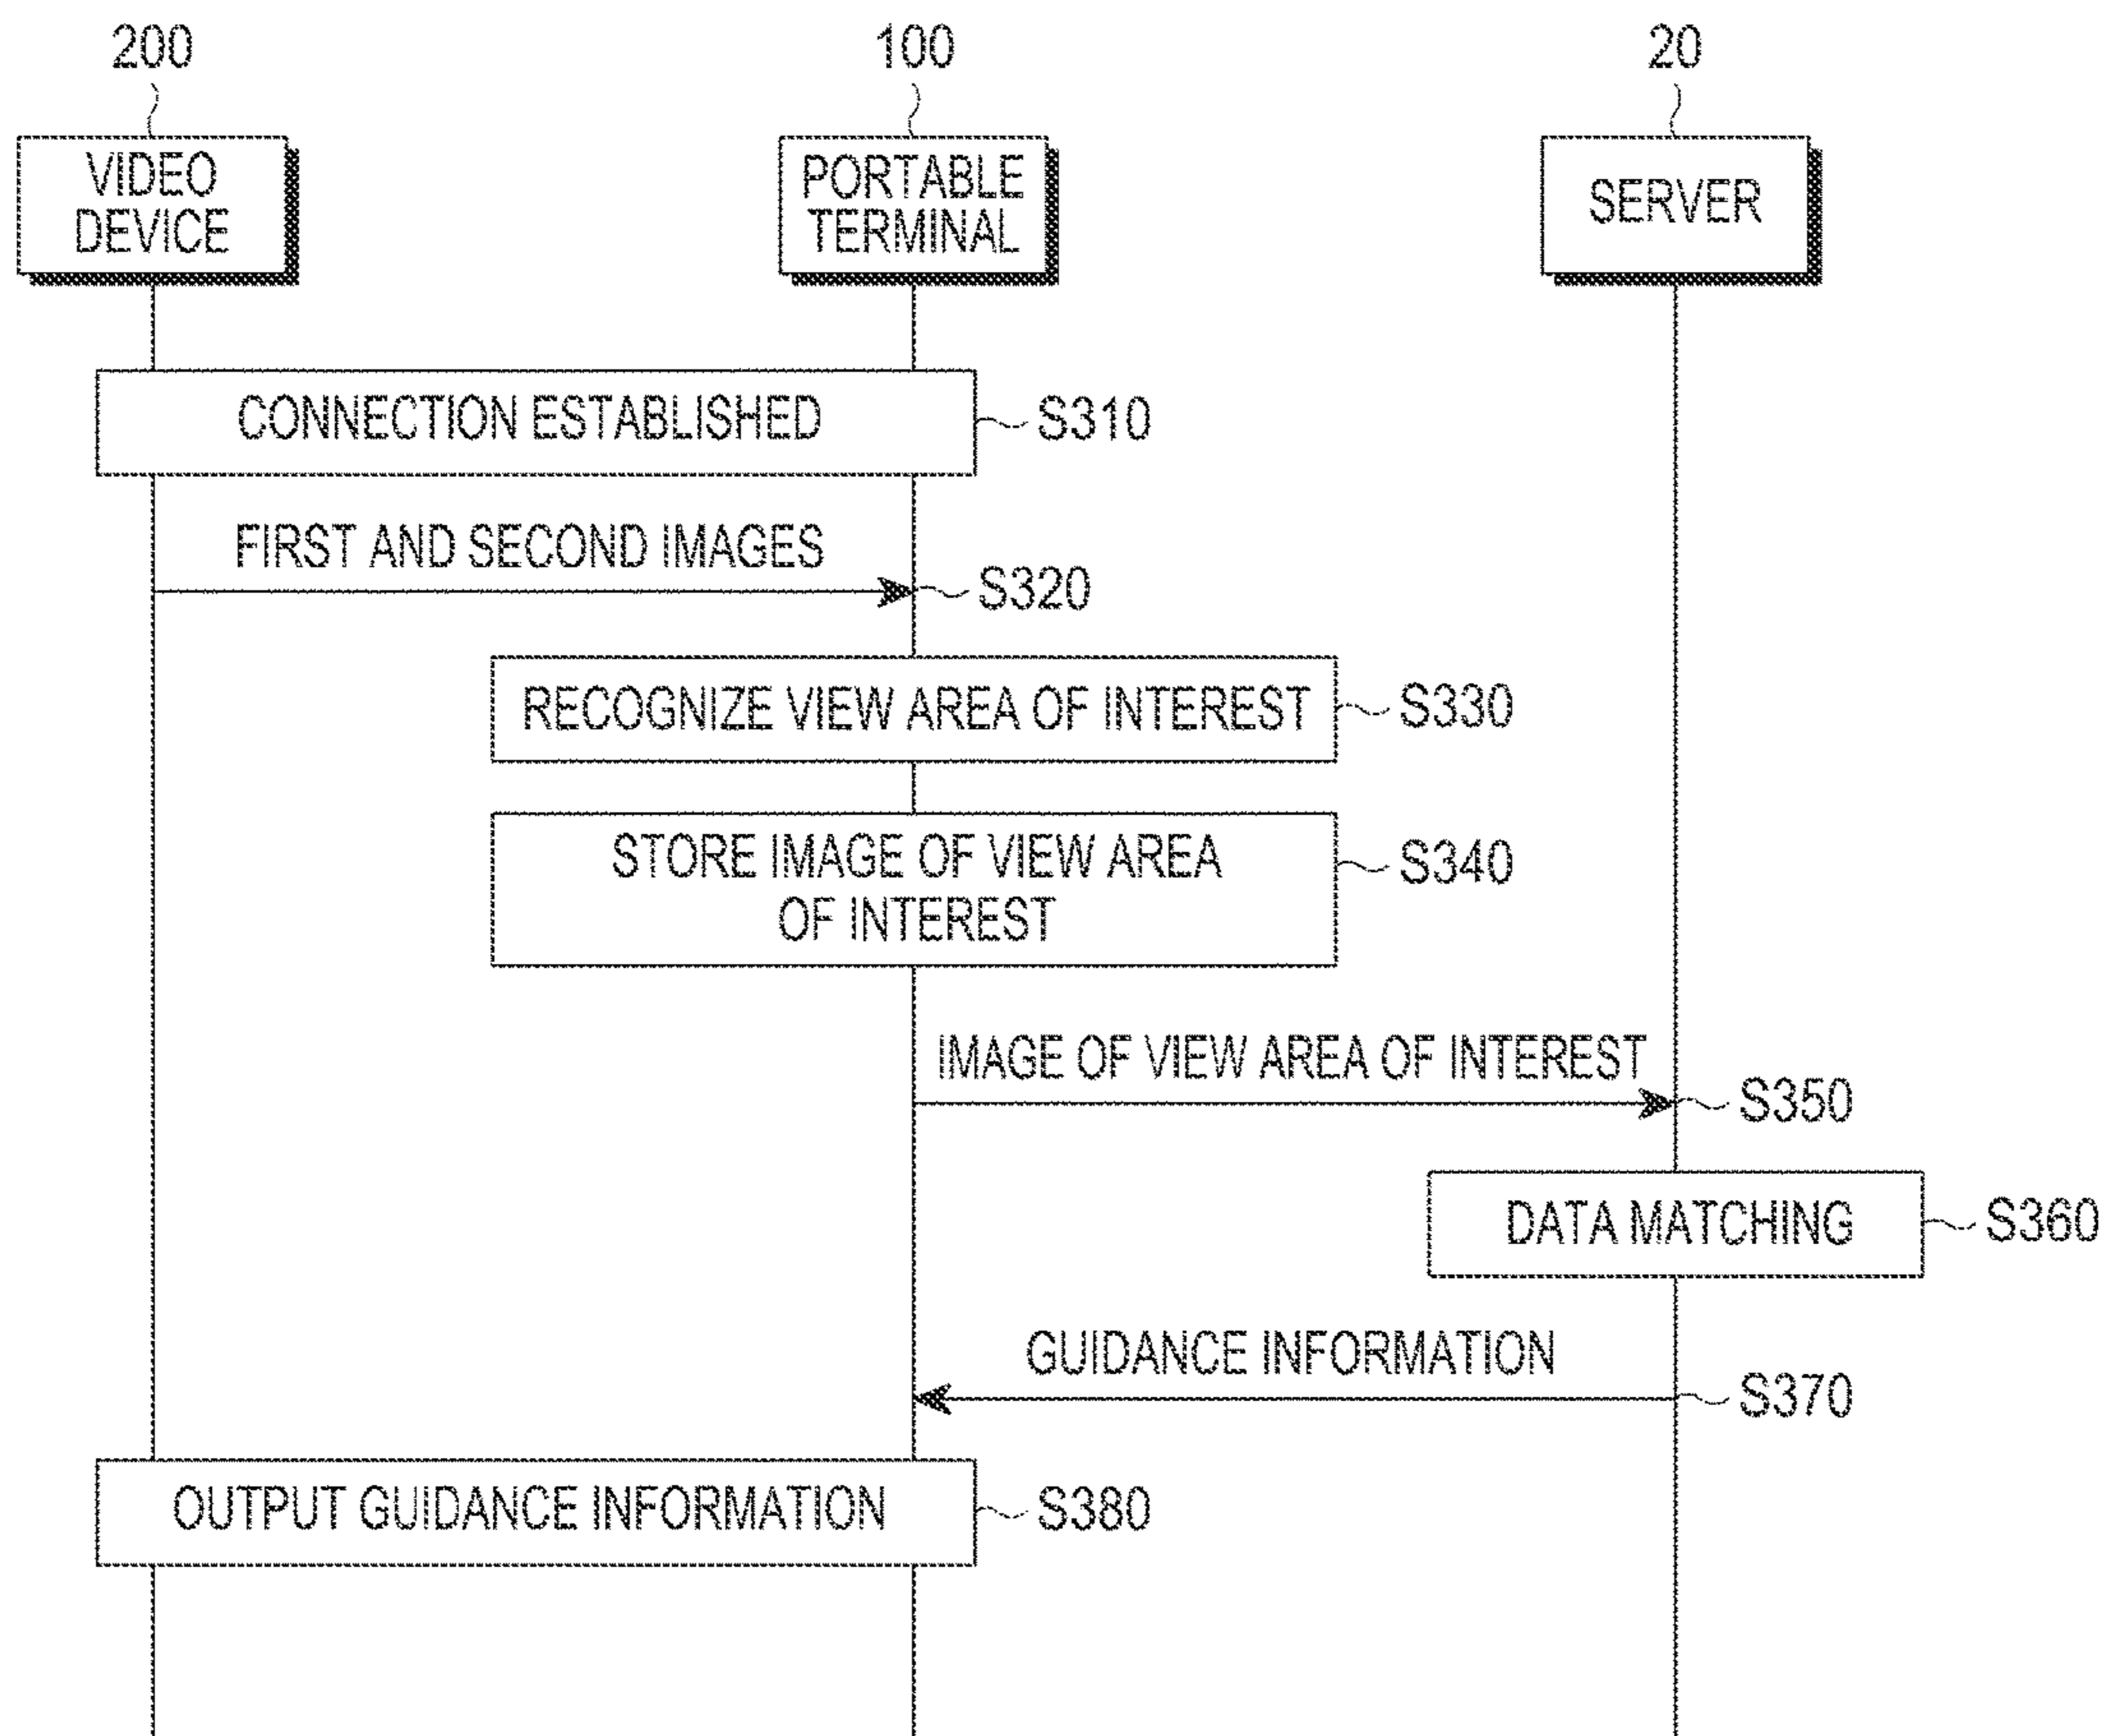 200
100
20
VIDEO
DEVICE
PORTABLE
TERMINAL
SERVER
CONNECTION ESTABLISHED
S310
FIRST AND SECOND IMAGES
S320
RECOGNIZE VIEW AREA OF INTEREST
S330
STORE IMAGE OF VIEW AREA
OF INTEREST
S340
IMAGE OF VIEW AREA OF INTEREST
S350
DATA MATCHING
S360
GUIDANCE INFORMATION
S370
OUTPUT GUIDANCE INFORMATION
S380